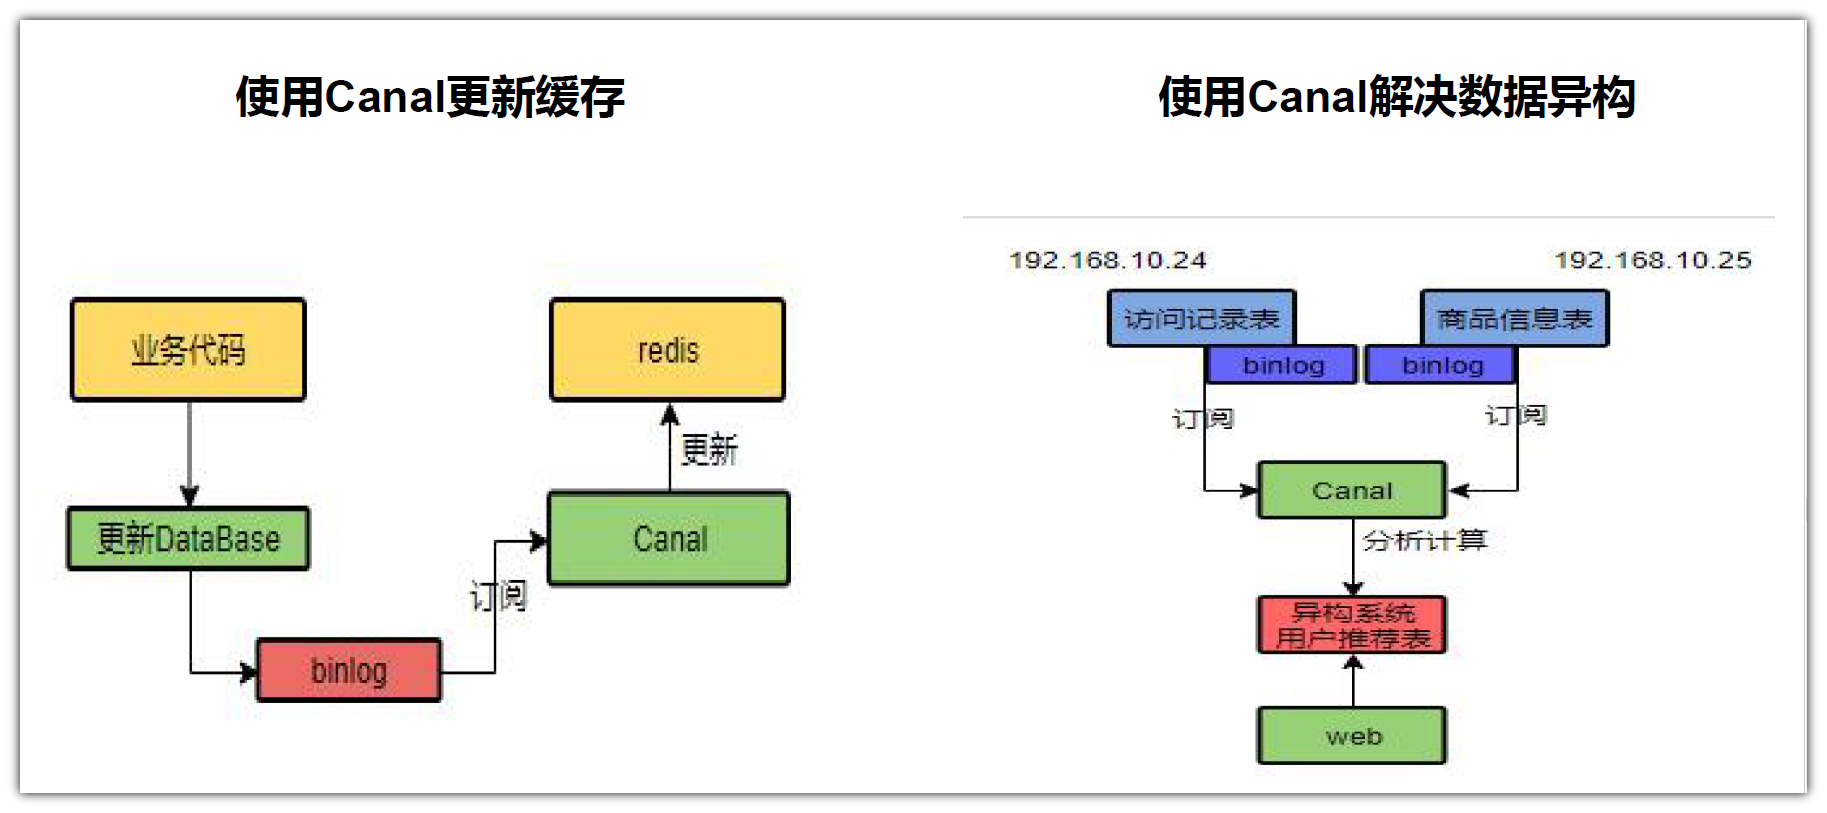 使用Canal更新缓存
业务代码
redis
更新
更新DataBase
Canal
订阅
binlog
使用Canal解决数据异构
192.168.10.24
192.168.10.25
访问记录表
商品信息表
binlog
binlog
订阅
订阅
Canal
分析计算
异构系统
用户推荐表
web